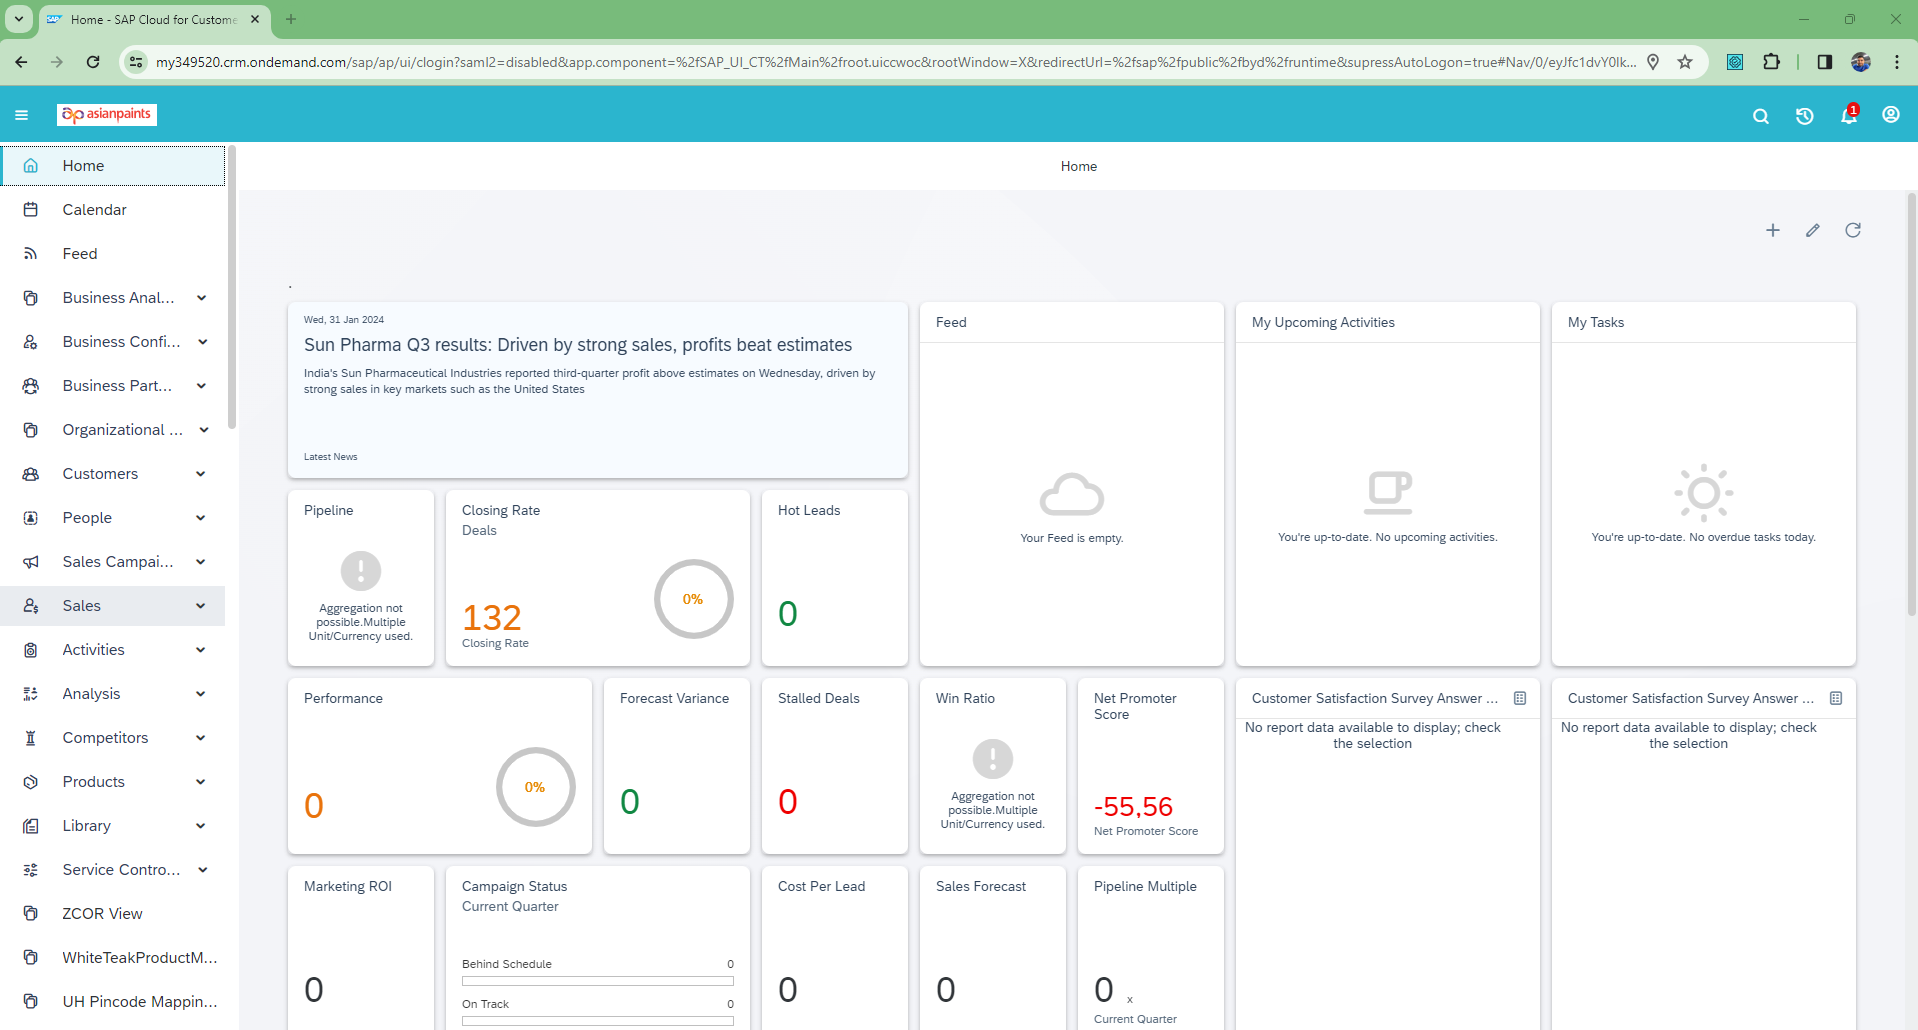 Home - SAP Cloud for Custome
my349520.crm.ondemand.com/sap/ap/ui/clogin?saml2=disabled&app.component=%2fSAP_UI_CT%2fMain%2froot.uiccwoc&rootWindow=X&redirectUrl=%2fsap%2fpublic%2fbyd%2fruntime&supressAutoLogon=true#Nav/0/eyJfc1dvY0lk...
asianpaints
1
Home
Calendar
Feed
Business Anal...
Business Confi...
Business Part...
Organizational ...
Customers
People
Sales Campai...
Sales
Activities
Analysis
Competitors
Products
Library
Service Contro...
ZCOR View
WhiteTeakProductM...
UH Pincode Mappin...
Home
.
Wed, 31 Jan 2024
Sun Pharma Q3 results: Driven by strong sales, profits beat estimates
India's Sun Pharmaceutical Industries reported third-quarter profit above estimates on Wednesday, driven by
strong sales in key markets such as the United States
Latest News
Feed
Your Feed is empty.
My Upcoming Activities
You're up-to-date. No upcoming activities.
My Tasks
You're up-to-date. No overdue tasks today.
Pipeline
Aggregation not
possible.Multiple
Unit/Currency used.
Closing Rate
Deals
132
Closing Rate
0%
Hot Leads
0
Performance
0
0%
Forecast Variance
0
Stalled Deals
0
Win Ratio
Aggregation not
possible.Multiple
Unit/Currency used.
Net Promoter
Score
-55,56
Net Promoter Score
Customer Satisfaction Survey Answer ...
No report data available to display; check
the selection
Customer Satisfaction Survey Answer ...
No report data available to display; check
the selection
Marketing ROI
0
Campaign Status
Current Quarter
Behind Schedule 0
On Track 0
Cost Per Lead
0
Sales Forecast
0
Pipeline Multiple
0 x
Current Quarter